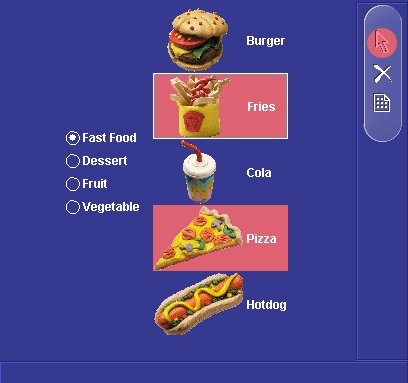 Burger
Fries
Fast Food
Dessert
Cola
Fruit
Vegetable
Pizza
Hotdog